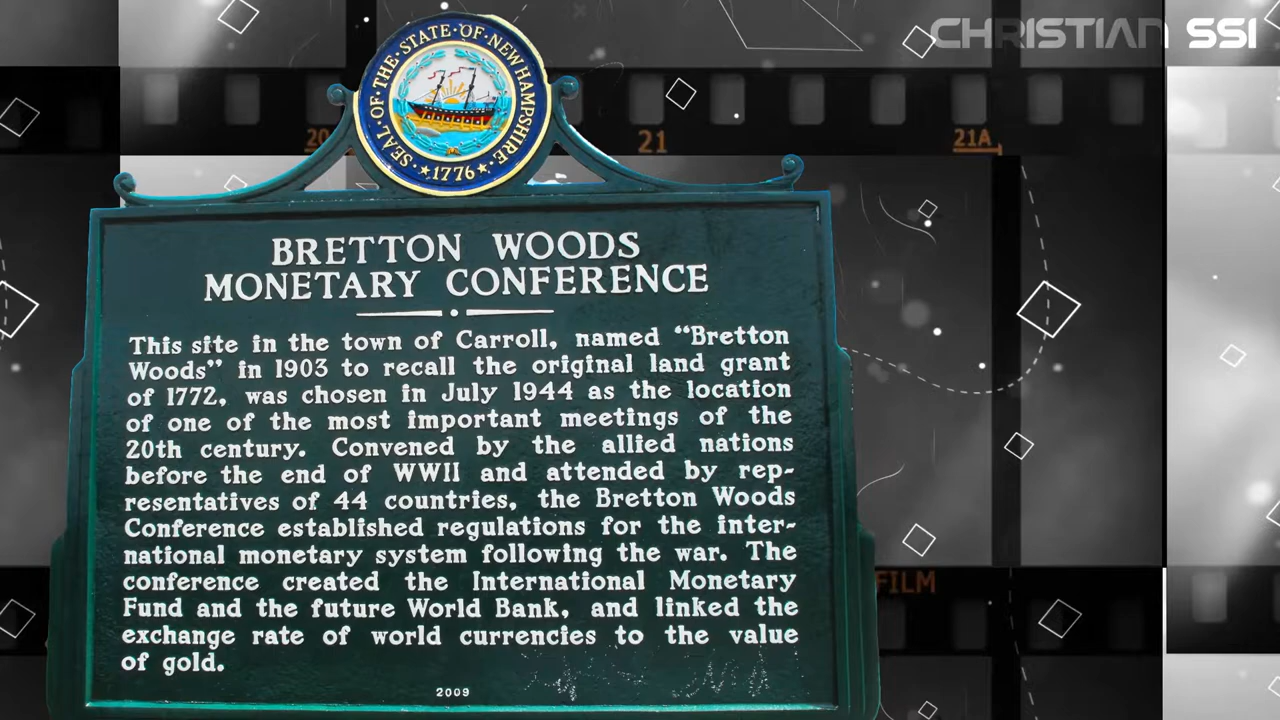 CHRISTIAN SSI
SEAL·OF·THE·STATE·OF·NEW HAMPSHIRE·
★1776★
20
21
21A
BRETTON WOODS
MONETARY CONFERENCE
This site in the town of Carroll, named “Bretton
Woods” in 1903 to recall the original land grant
of 1772, was chosen in July 1944 as the location
of one of the most important meetings of the
20th century. Convened by the allied nations
before the end of WWII and attended by rep-
resentatives of 44 countries, the Bretton Woods
Conference established regulations for the inter-
national monetary system following the war. The
conference created the International Monetary
Fund and the future World Bank, and linked the
exchange rate of world currencies to the value
of gold.
2009
FILM